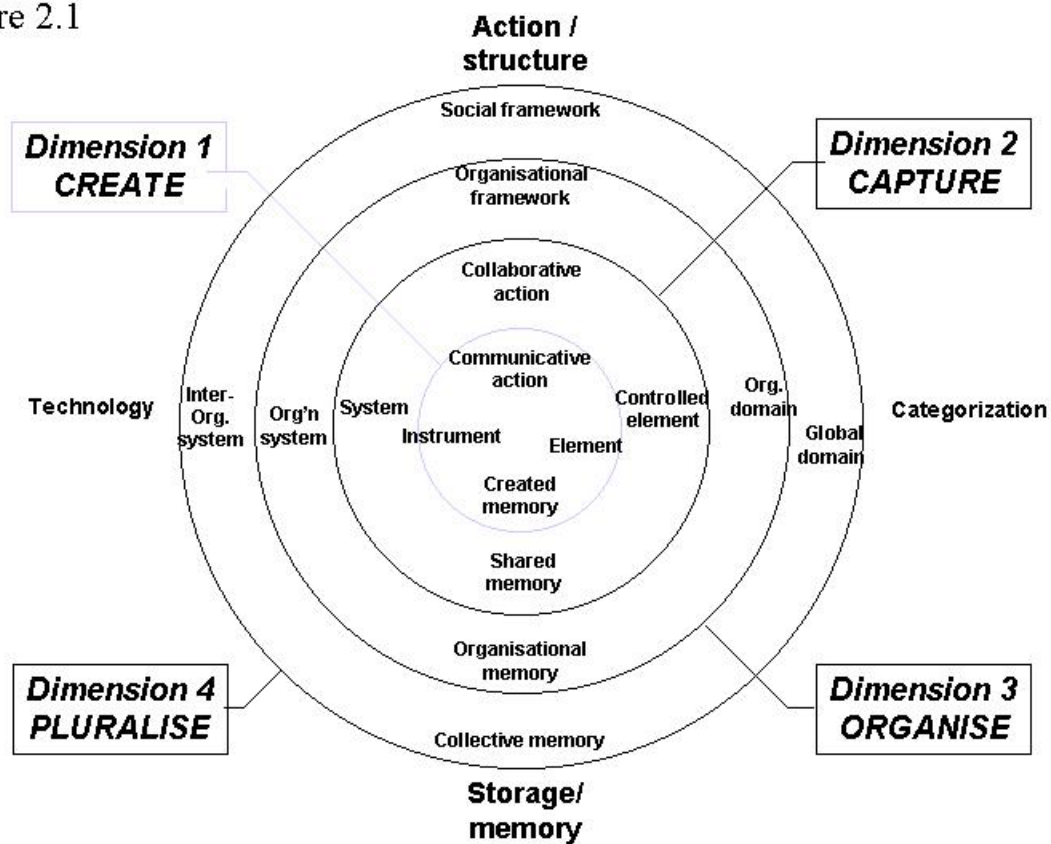 re 2.1
Action /
structure
Social framework
Dimension 1
CREATE
Dimension 2
CAPTURE
Organisational
framework
Collaborative
action
Communicative
action
Technology
Inter-
Org.
system
Org'n
system
System
Instrument
Element
Controlled
element
Org.
domain
Global
domain
Categorization
Created
memory
Shared
memory
Organisational
memory
Dimension 4
PLURALISE
Dimension 3
ORGANISE
Collective memory
Storage/
memory